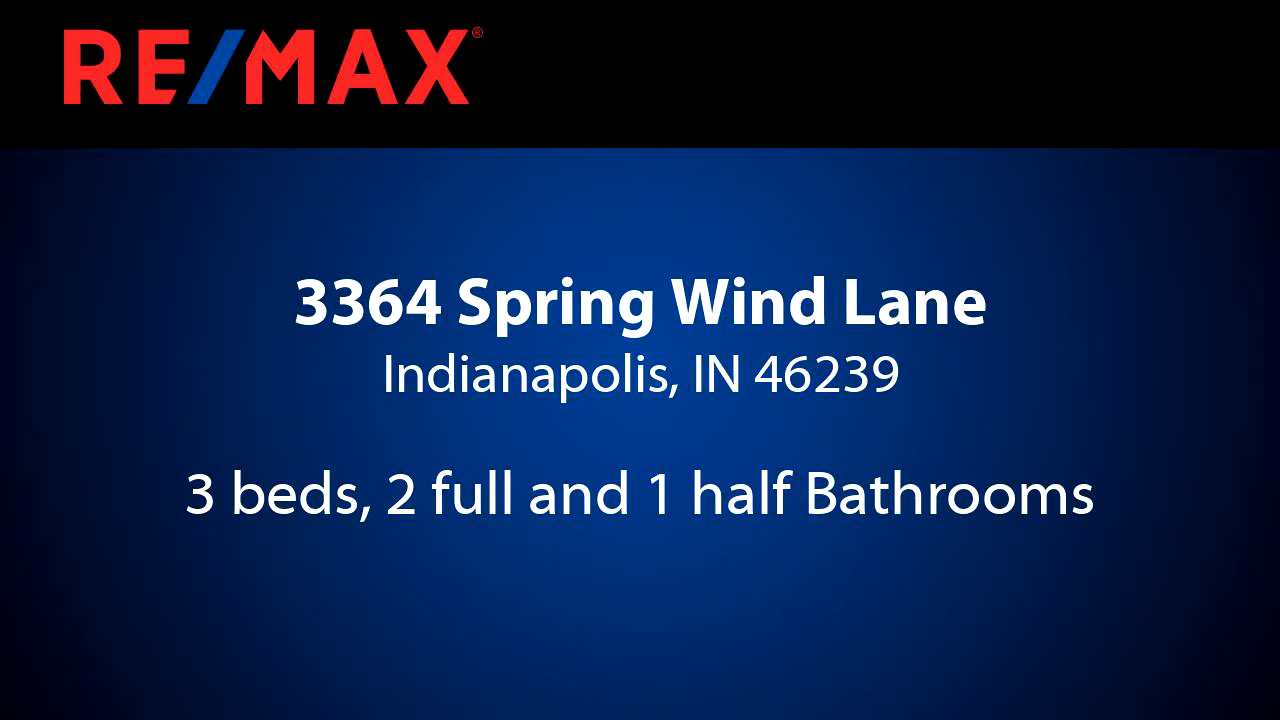 RE/MAX®
3364 Spring Wind Lane
Indianapolis, IN 46239
3 beds, 2 full and 1 half Bathrooms